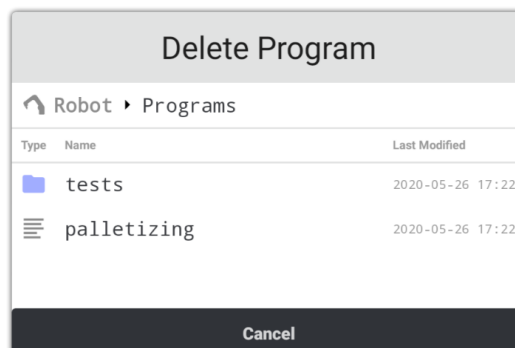 Delete Program
Robot Programs
Type Name Last Modified
tests 2020-05-26 17:22
palletizing 2020-05-26 17:22
Cancel